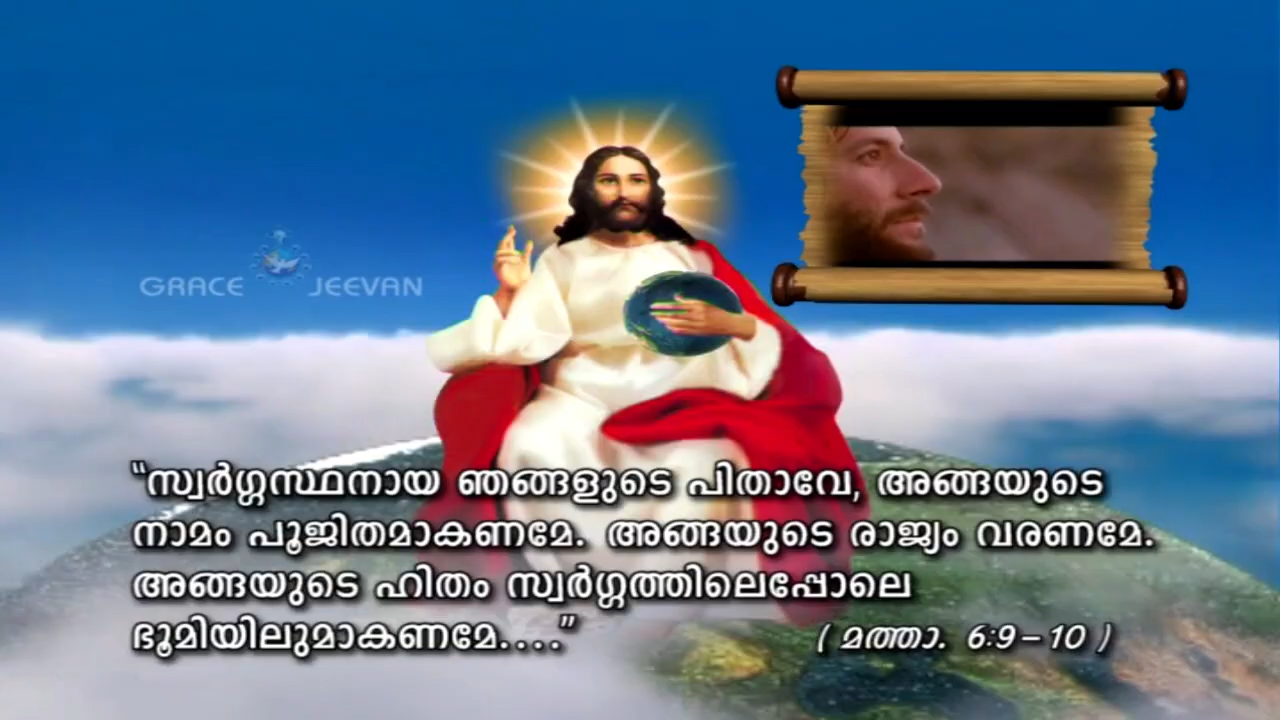 GRACE JEEVAN
“സ്വർഗ്ഗസ്ഥനായ ഞങ്ങളുടെ പിതാവേ, അങ്ങയുടെ
നാമം പൂജിതമാകണമേ. അങ്ങയുടെ രാജ്യം വരണമേ.
അങ്ങയുടെ ഹിതം സ്വർഗ്ഗത്തിലെപ്പോലെ
ഭൂമിയിലുമാകണമേ....” ( മത്താ. 6:9–10 )